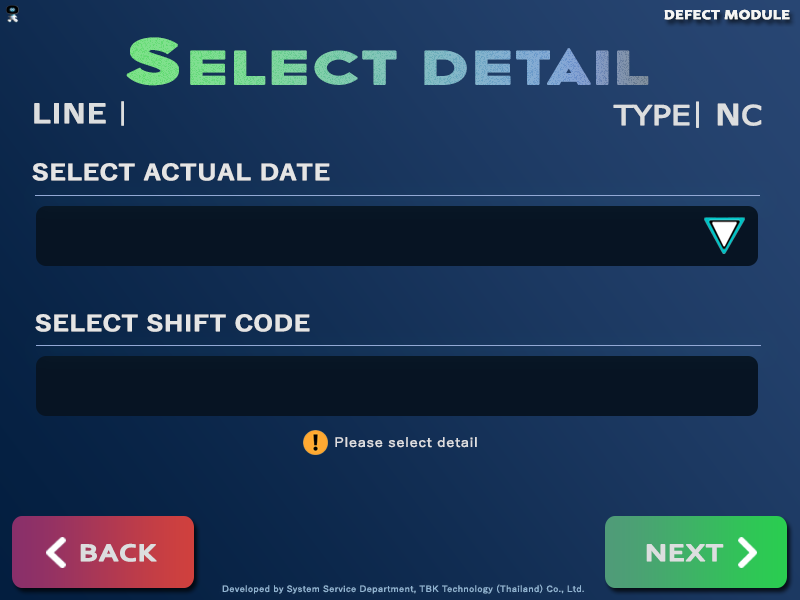 DEFECT MODULE
SELECT DETAIL
LINE |
TYPE| NC
SELECT ACTUAL DATE
SELECT SHIFT CODE
! Please select detail
BACK
NEXT
Developed by System Service Department, TBK Technology (Thailand) Co., Ltd.